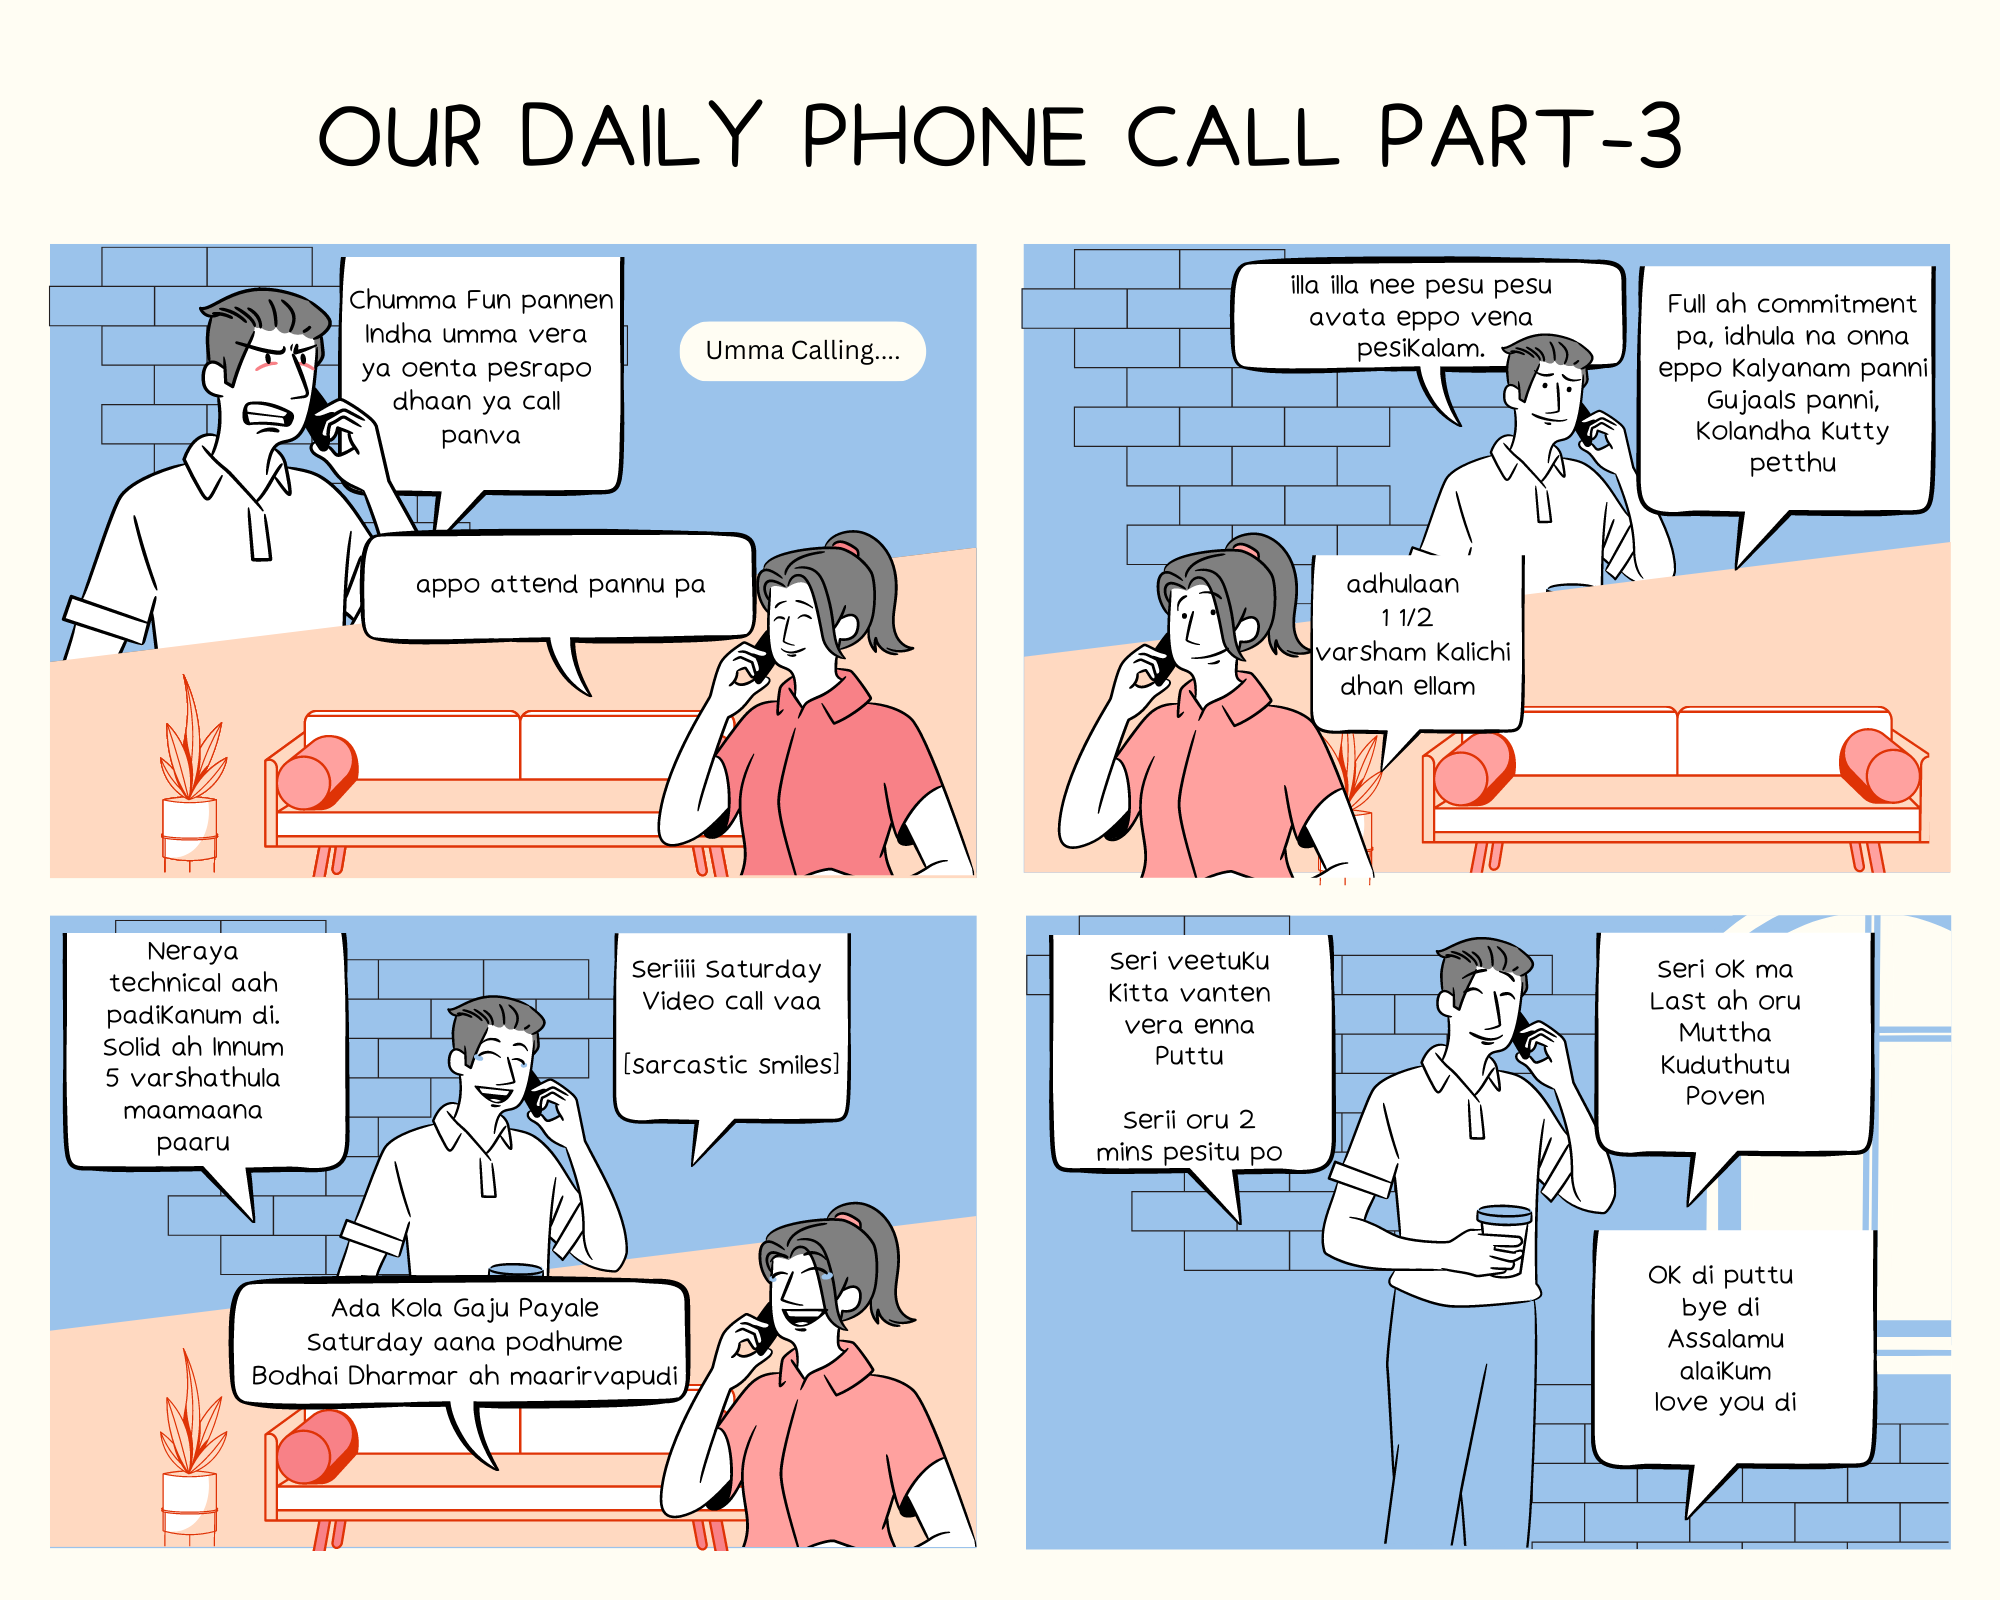 OUR DAILY PHONE CALL PART-3
Chumma Fun pannen
Indha umma vera
ya oenta pesrapo
dhaan ya call
panva
Umma Calling....
appo attend pannu pa
illa illa nee pesu pesu
avata eppo vena
pesikalam.
Full ah commitment
pa, idhula na onna
eppo Kalyanam panni
Gujaals panni,
Kolandha Kutty
petthu
adhulaan
1 1/2
varsham Kalichi
dhan ellam
Neraya
technical aah
padikanum di.
Solid ah Innum
5 varshathula
maamaana
paaru
Seriiii Saturday
Video call vaa
[sarcastic smiles]
Ada Kola Gaju Payale
Saturday aana podhume
Bodhai Dharmar ah maarirvapudi
Seri veetuku
Kitta vanten
vera enna
Puttu
Serii oru 2
mins pesitu po
Seri ok ma
Last ah oru
Muttha
Kuduthutu
Poven
OK di puttu
bye di
Assalamu
alaikum
love you di